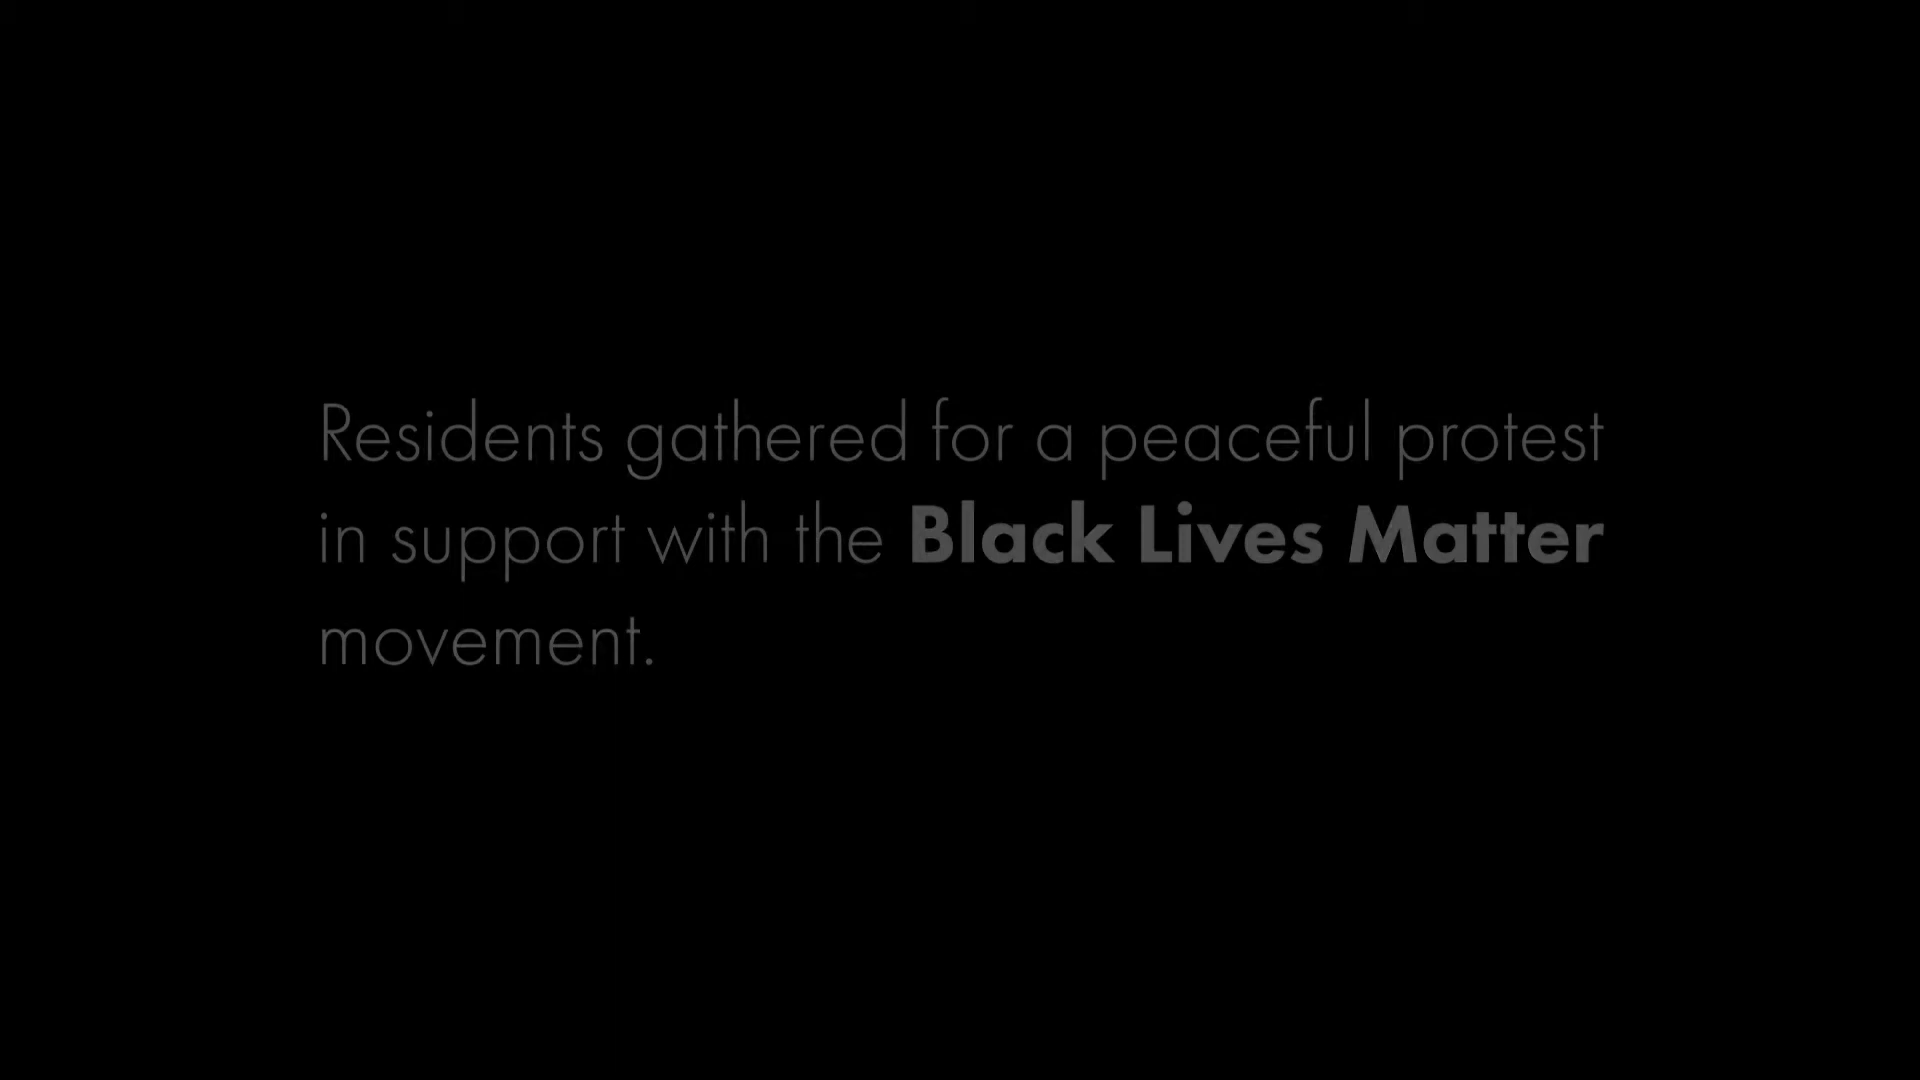 Residents gathered for a peaceful protest
in support with the Black Lives Matter
movement.